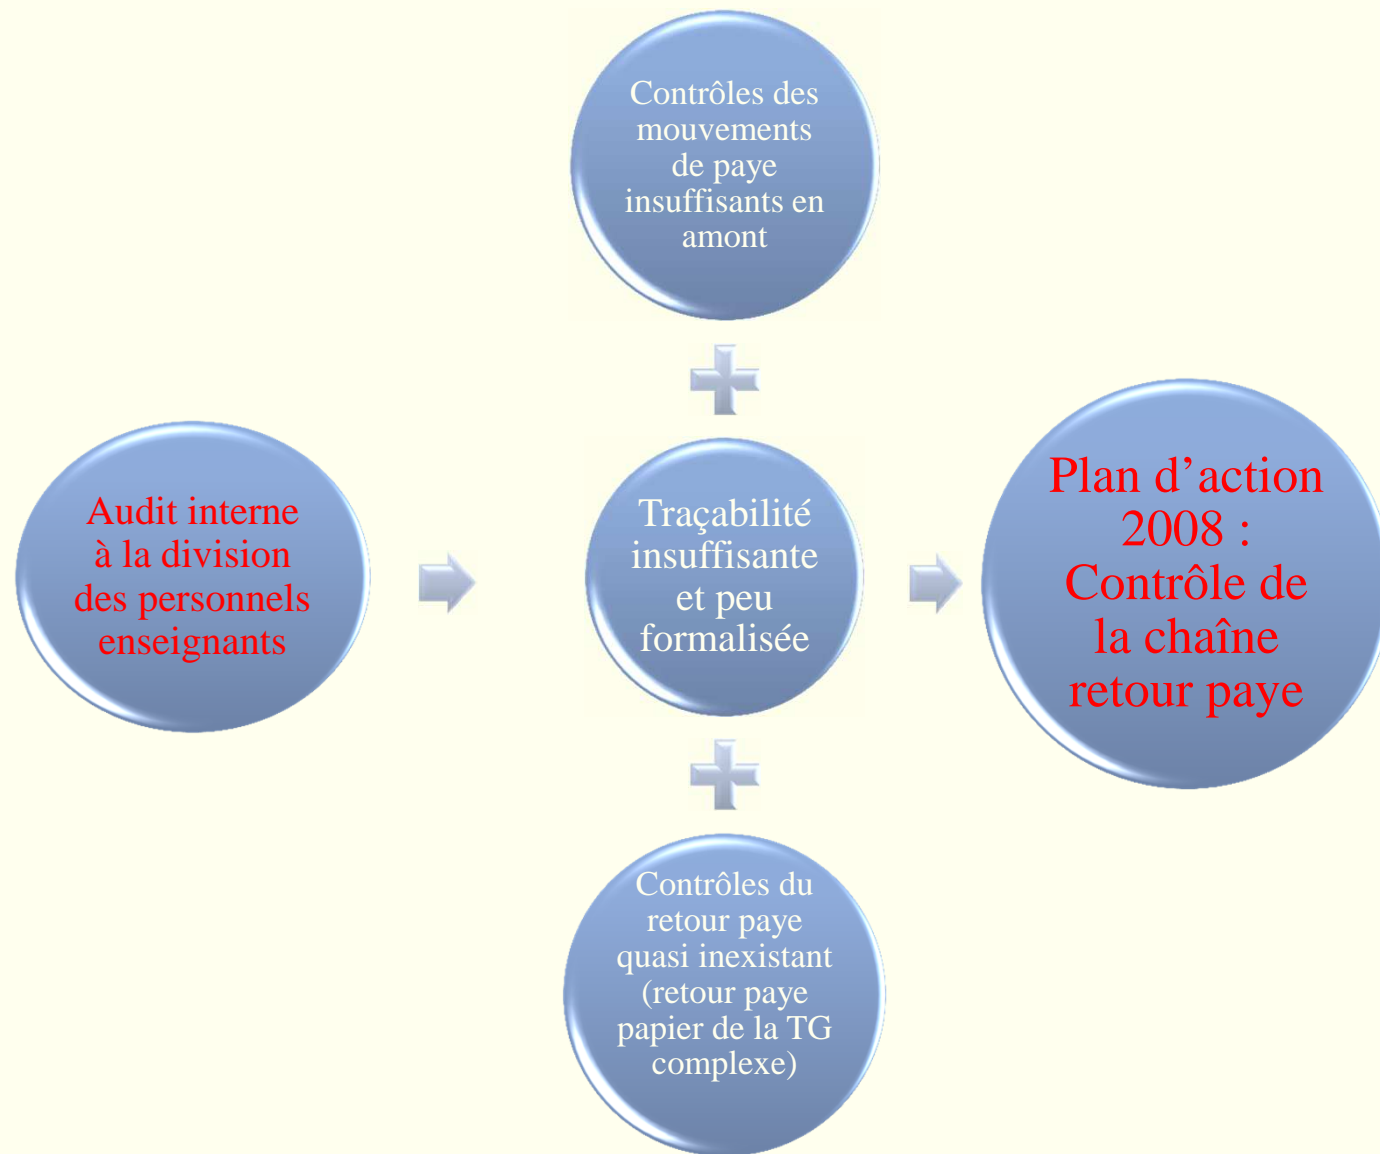 Audit interne
à la division
des personnels
enseignants
Contrôles des
mouvements
de paye
insuffisants en
amont
Traçabilité
insuffisante
et peu
formalisée
Contrôles du
retour paye
quasi inexistant
(retour paye
papier de la TG
complexe)
Plan d’action
2008 :
Contrôle de
la chaîne
retour paye